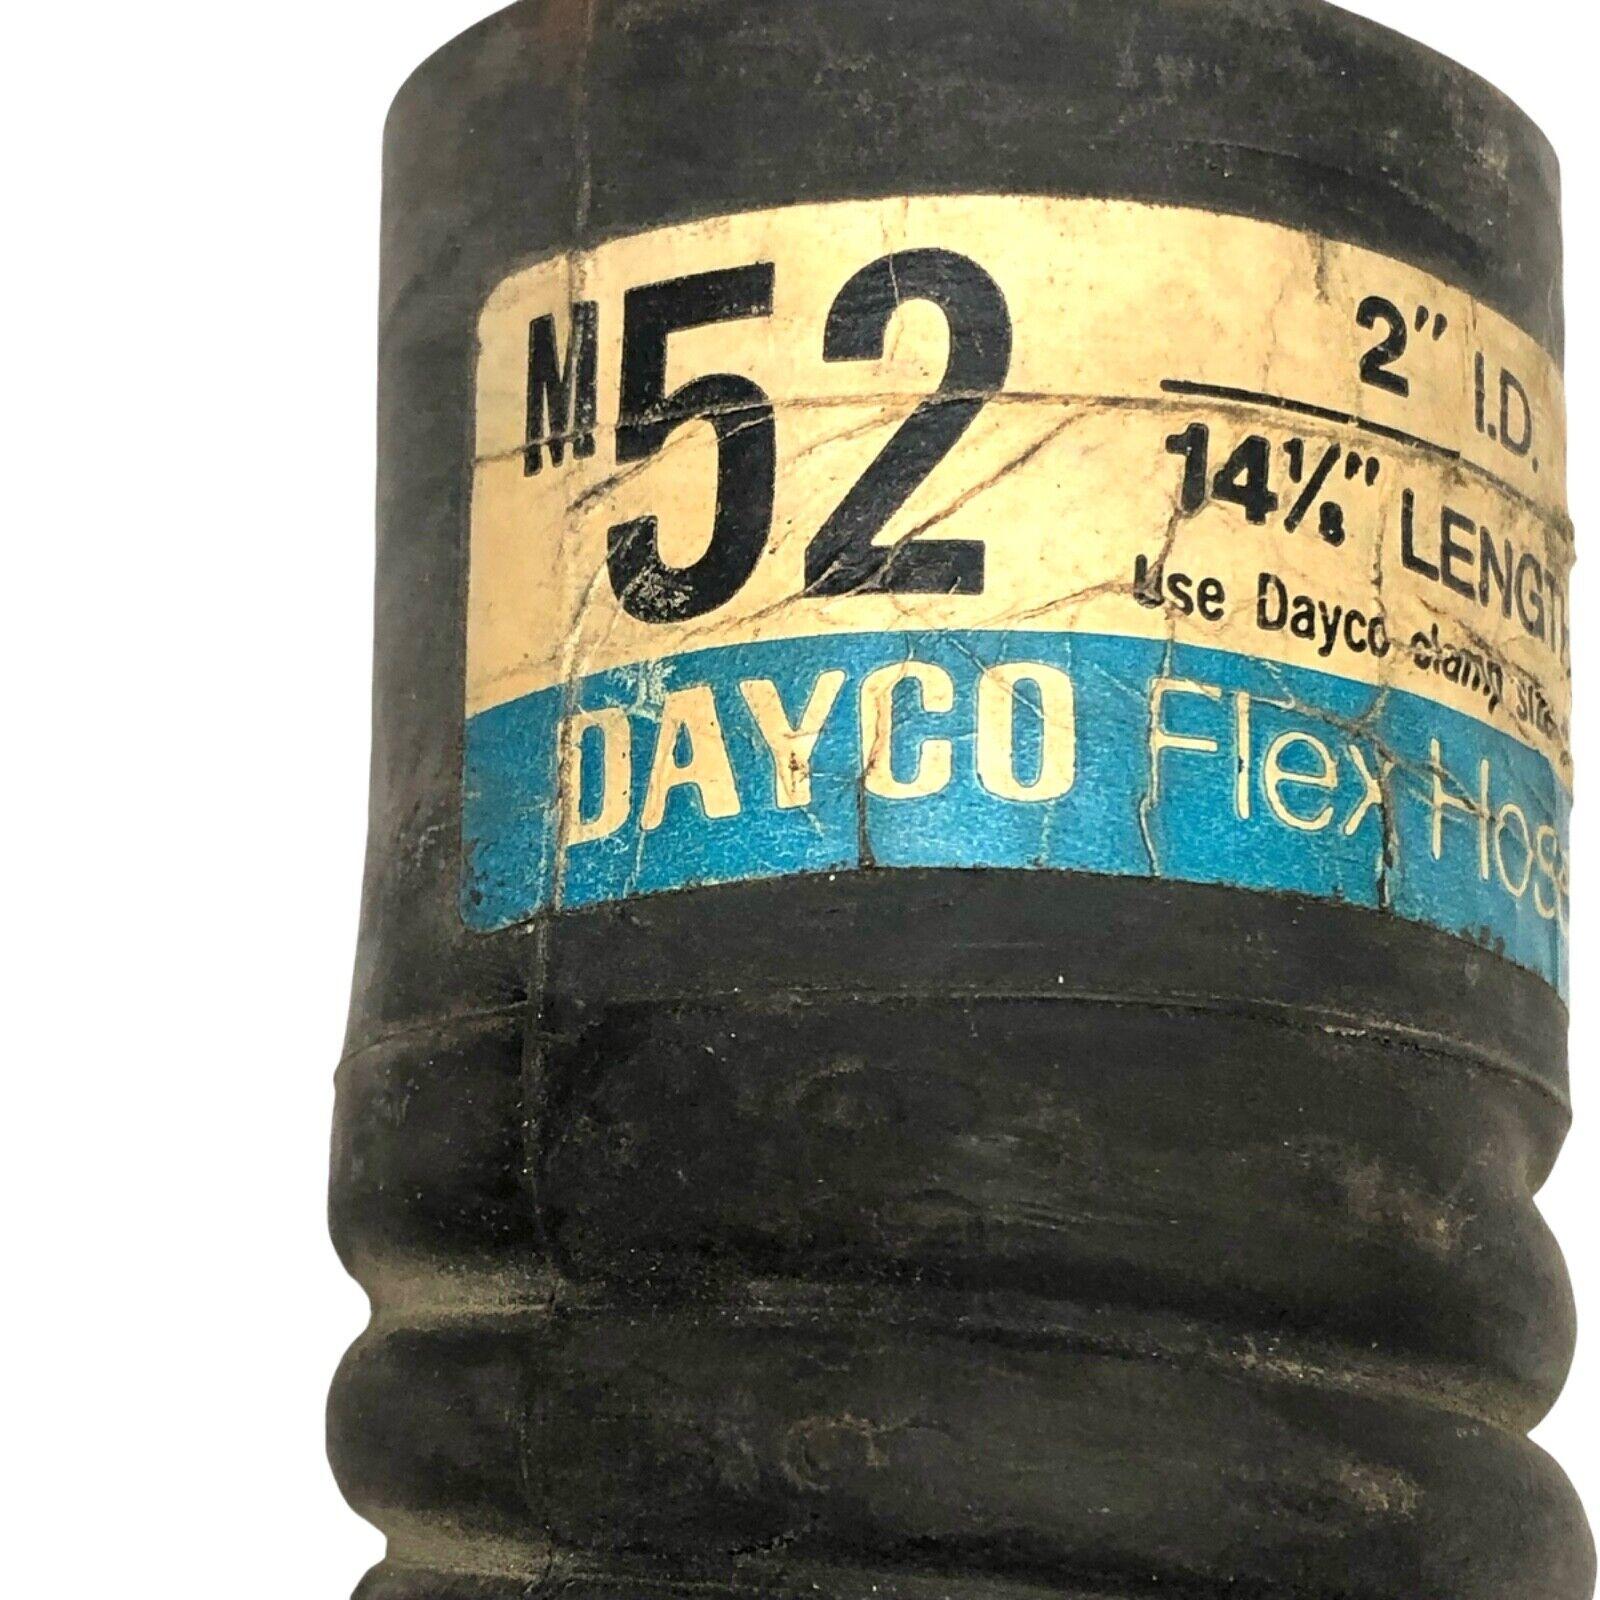 M52
2" I.D.
14⅛" LENGTH
Use Dayco clamp size
DAYCO Flex Hose